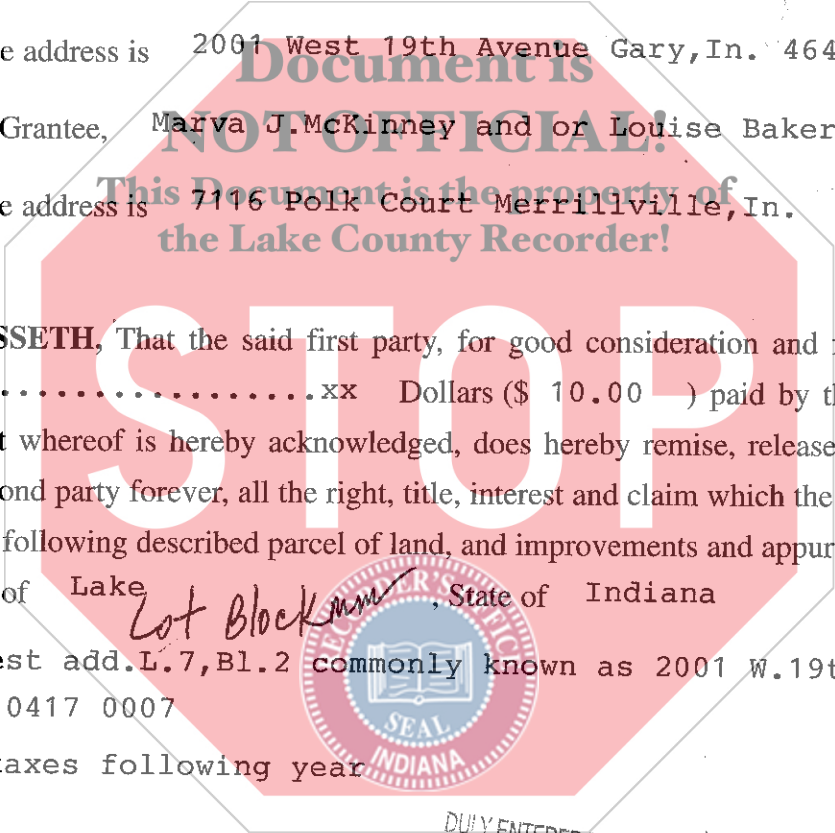 e address is 2001 West 19th Avenue Gary,In. 464
Document is
NOT OFFICIAL!
Grantee, Marva J.McKinney and or Louise Baker
This Document is the property of
e address is 7116 Polk Court Merrillville,In.
the Lake County Recorder!
SSETH, That the said first party, for good consideration and
.................xx Dollars ($ 10.00 ) paid by th
t whereof is hereby acknowledged, does hereby remise, release
STOP
ond party forever, all the right, title, interest and claim which the
following described parcel of land, and improvements and appur
of Lake , State of Indiana
Lot Block
RECORDER'S OFFICE
est add.L.7,Bl.2 commonly known as 2001 W.19t
0417 0007
SEAL
INDIANA
taxes following year
DULY ENTERED